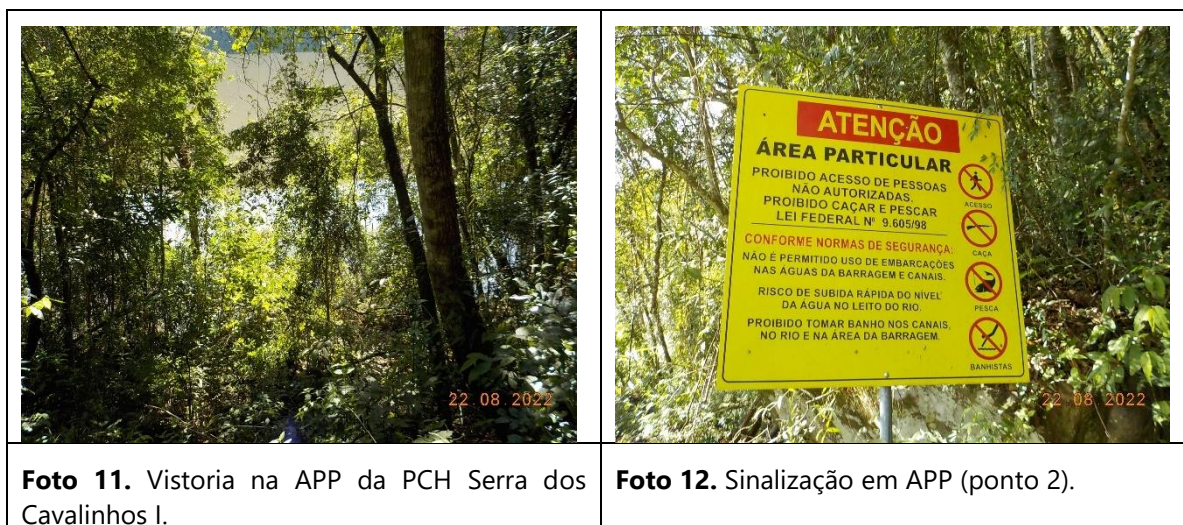 22.08.2022
ATENÇÃO
ÁREA PARTICULAR
PROIBIDO ACESSO DE PESSOAS
NÃO AUTORIZADAS.
PROIBIDO CAÇAR E PESCAR
LEI FEDERAL Nº 9.605/98
CONFORME NORMAS DE SEGURANÇA:
NÃO É PERMITIDO USO DE EMBARCAÇÕES
NAS ÁGUAS DA BARRAGEM E CANAIS.
RISCO DE SUBIDA RÁPIDA DO NÍVEL
DA ÁGUA NO LEITO DO RIO.
PROIBIDO TOMAR BANHO NOS CANAIS,
NO RIO E NA ÁREA DA BARRAGEM.
ACESSO
CAÇA
PESCA
BANHISTAS
22.08.2022
Foto 11. Vistoria na APP da PCH Serra dos
Cavalinhos I.
Foto 12. Sinalização em APP (ponto 2).